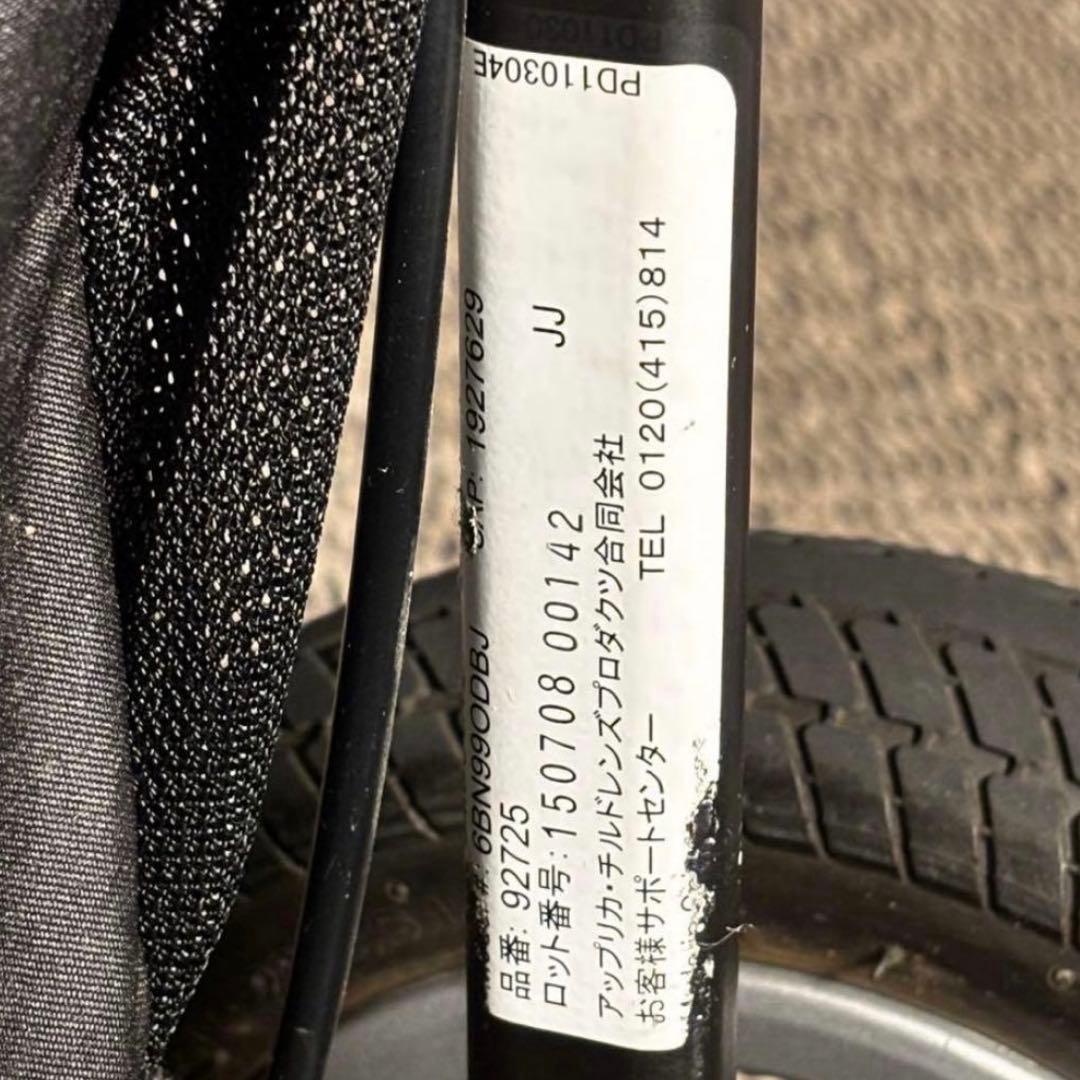 6BN99ODBJ : 1927629
品番: 92725
ロット番号: 150708 00142 JJ
アップリカ・チルドレンズプロダクツ合同会社
お客様サポートセンター TEL 0120(415)814
PD110304E